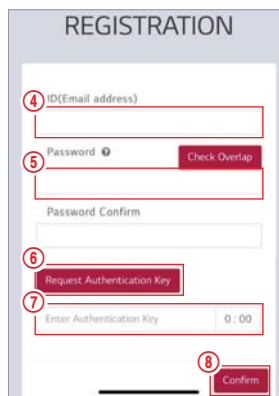 REGISTRATION
④ ID(Email address)
Password ?
Check Overlap
⑤
Password Confirm
⑥
Request Authentication Key
⑦
Enter Authentication Key 0 : 00
⑧
Confirm